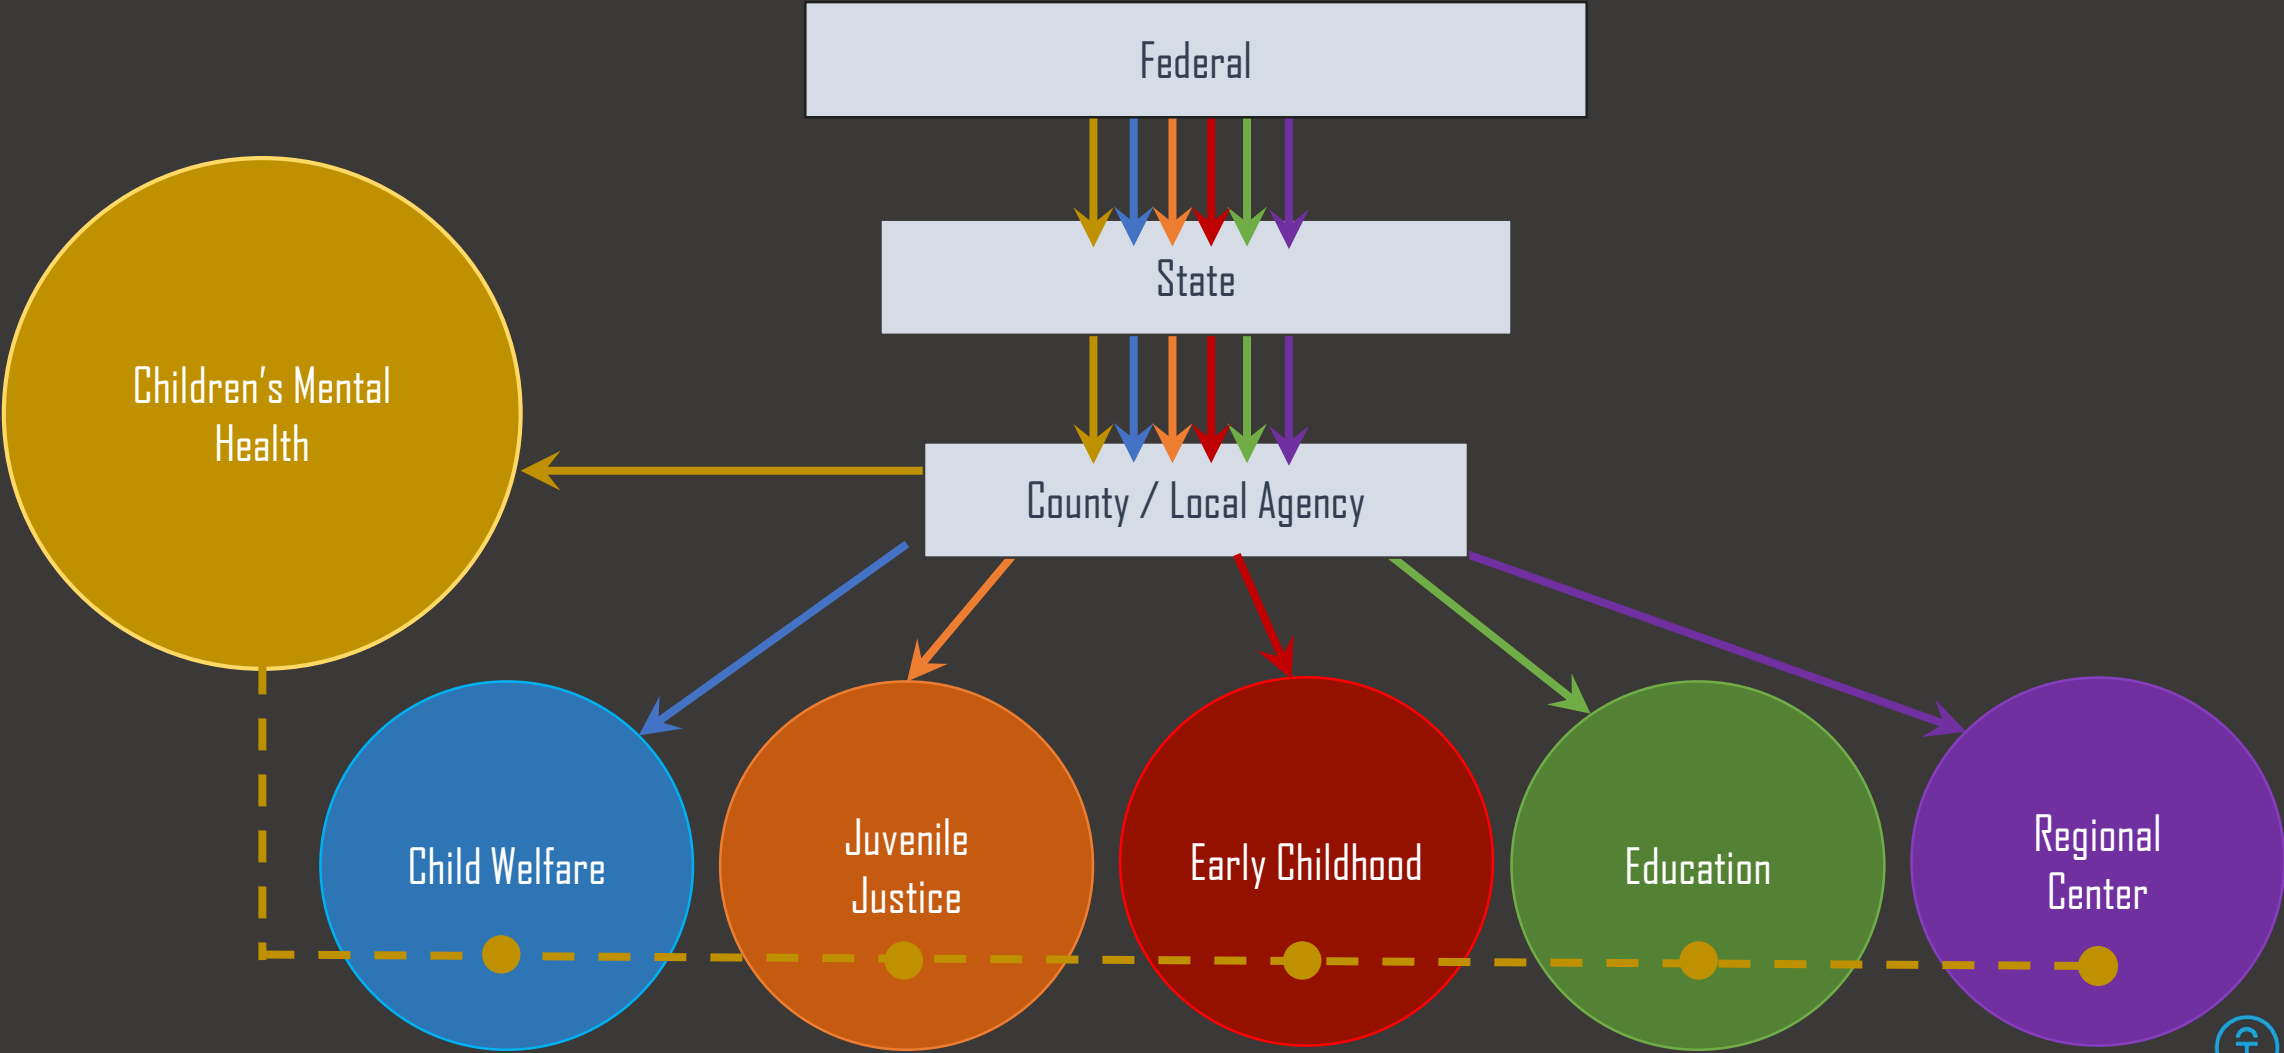 Federal
State
Children's Mental
Health
County / Local Agency
Child Welfare
Juvenile
Justice
Early Childhood
Education
Regional
Center